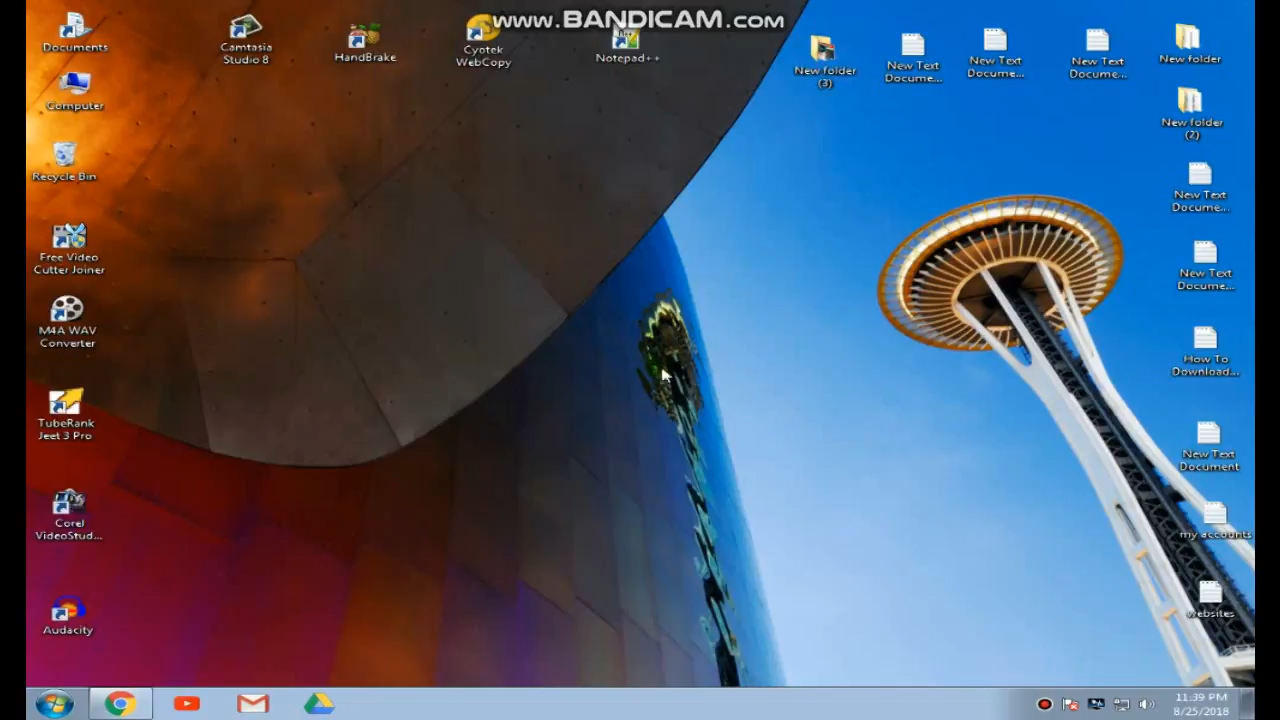 www.BANDICAM.com
Documents
Camtasia
Studio 8
HandBrake
Cyotek
WebCopy
Notepad++
New folder
(3)
New Text
Docume...
New Text
Docume...
New Text
Docume...
New folder
Computer
New folder
(2)
Recycle Bin
New Text
Docume...
Free Video
Cutter Joiner
New Text
Docume...
M4A WAV
Converter
How To
Download...
TubeRank
Jeet 3 Pro
New Text
Document
Corel
VideoStud...
my accounts
Audacity
websites
11:39 PM
8/25/2018